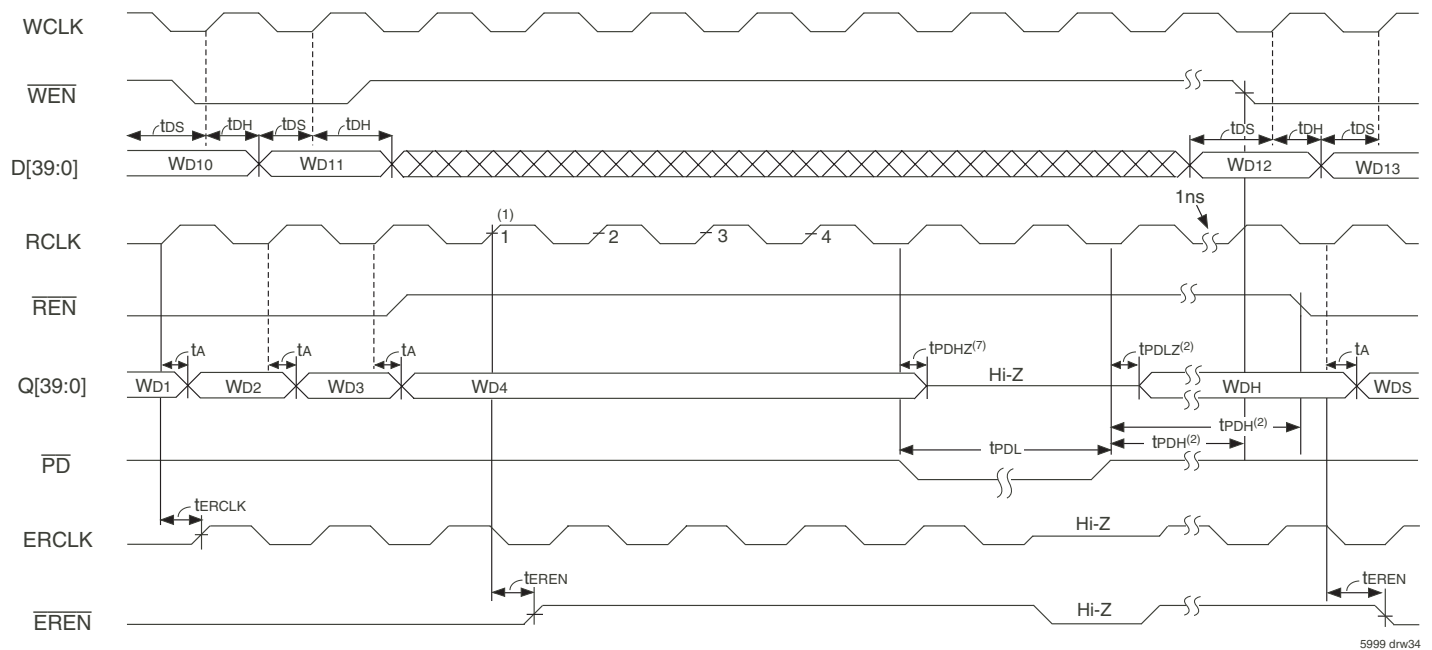 WCLK
WEN
tDS tDH tDS tDH tDS tDH tDS
D[39:0] WD10 WD11 WD12 WD13
1ns
(1)
RCLK 1 2 3 4
REN
tA tA tA tPDHZ(7) tPDLZ(2) tA
Q[39:0] WD1 WD2 WD3 WD4 Hi-Z WDH WDS
tPDH(2)
tPDL tPDH(2)
PD
tERCLK
ERCLK Hi-Z
tEREN tEREN
EREN Hi-Z
5999 drw34